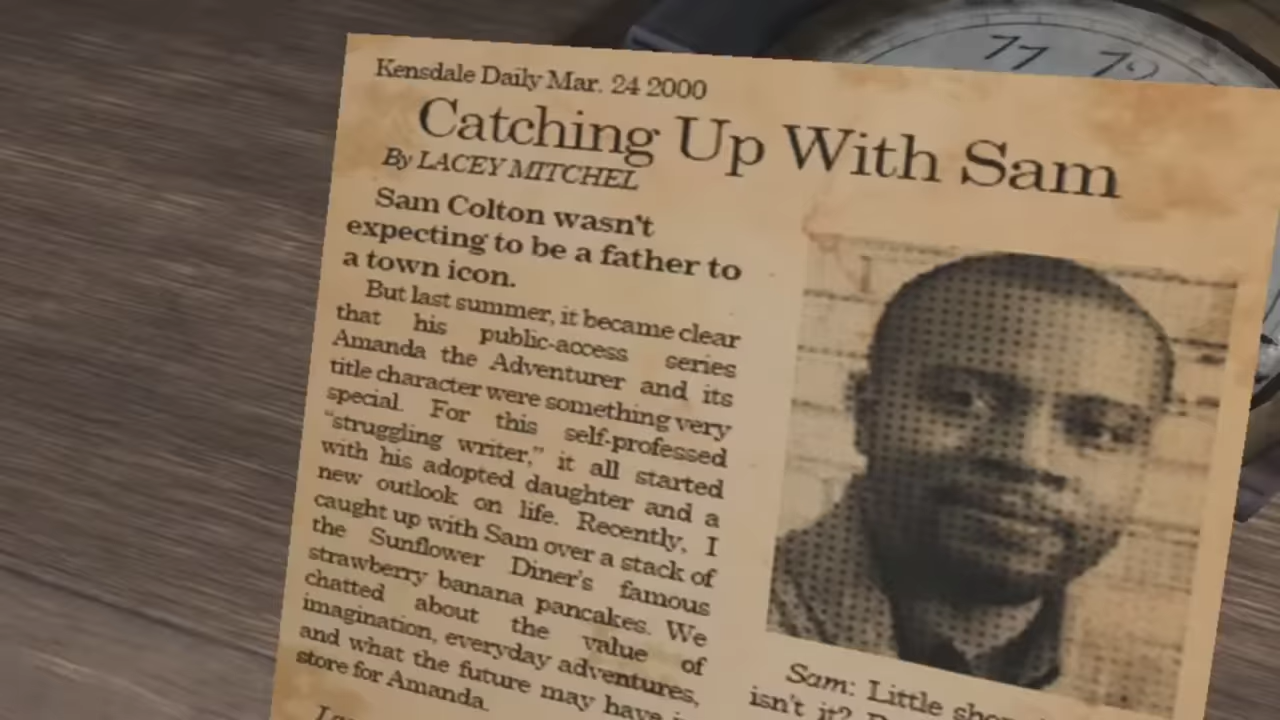 77 79
Kensdale Daily Mar. 24 2000
Catching Up With Sam
By LACEY MITCHEL
Sam Colton wasn't
expecting to be a father to
a town icon.
But last summer, it became clear
that his public-access series
Amanda the Adventurer and its
title character were something very
special. For this self-professed
"struggling writer," it all started
with his adopted daughter and a
new outlook on life. Recently, I
caught up with Sam over a stack of
the Sunflower Diner's famous
strawberry banana pancakes. We
chatted about the value of
imagination, everyday adventures,
and what the future may have
store for Amanda.
Sam: Little
isn't it?